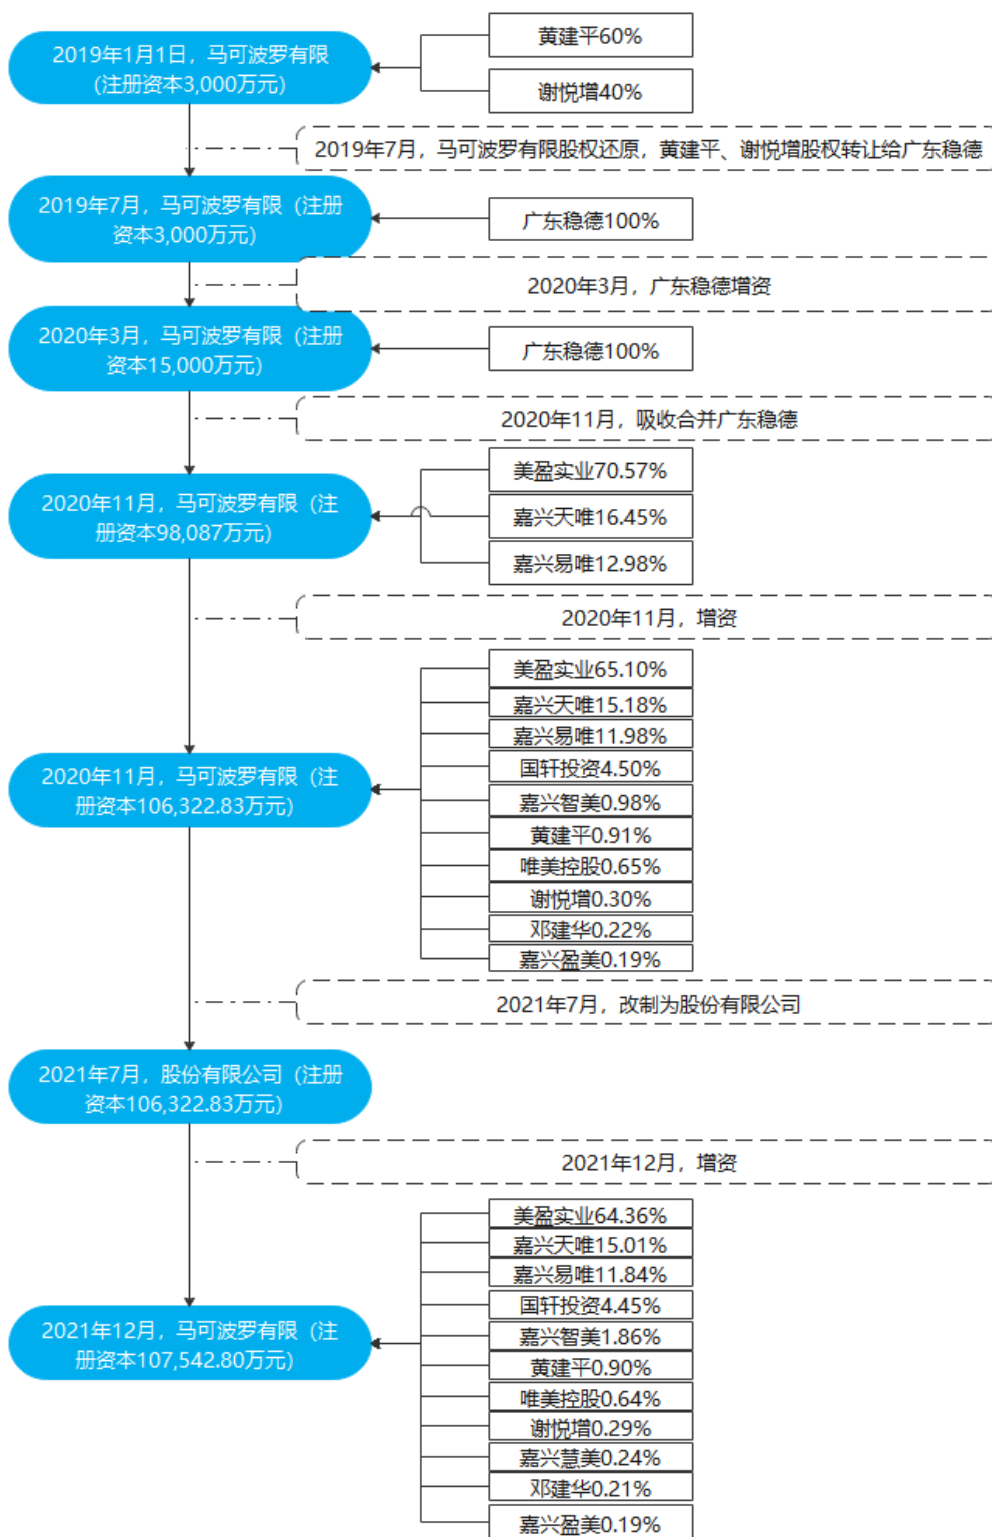 2019年1月1日，马可波罗有限
（注册资本3,000万元）
黄建平60%
谢悦增40%
2019年7月，马可波罗有限股权还原，黄建平、谢悦增股权转让给广东稳德
2019年7月，马可波罗有限（注册
资本3,000万元）
广东稳德100%
2020年3月，广东稳德增资
2020年3月，马可波罗有限（注册
资本15,000万元）
广东稳德100%
2020年11月，吸收合并广东稳德
2020年11月，马可波罗有限（注
册资本98,087万元）
美盈实业70.57%
嘉兴天唯16.45%
嘉兴易唯12.98%
2020年11月，增资
2020年11月，马可波罗有限（注
册资本106,322.83万元）
美盈实业65.10%
嘉兴天唯15.18%
嘉兴易唯11.98%
国轩投资4.50%
嘉兴智美0.98%
黄建平0.91%
唯美控股0.65%
谢悦增0.30%
邓建华0.22%
嘉兴盈美0.19%
2021年7月，改制为股份有限公司
2021年7月，股份有限公司（注册
资本106,322.83万元）
2021年12月，增资
2021年12月，马可波罗有限（注
册资本107,542.80万元）
美盈实业64.36%
嘉兴天唯15.01%
嘉兴易唯11.84%
国轩投资4.45%
嘉兴智美1.86%
黄建平0.90%
唯美控股0.64%
谢悦增0.29%
嘉兴慧美0.24%
邓建华0.21%
嘉兴盈美0.19%